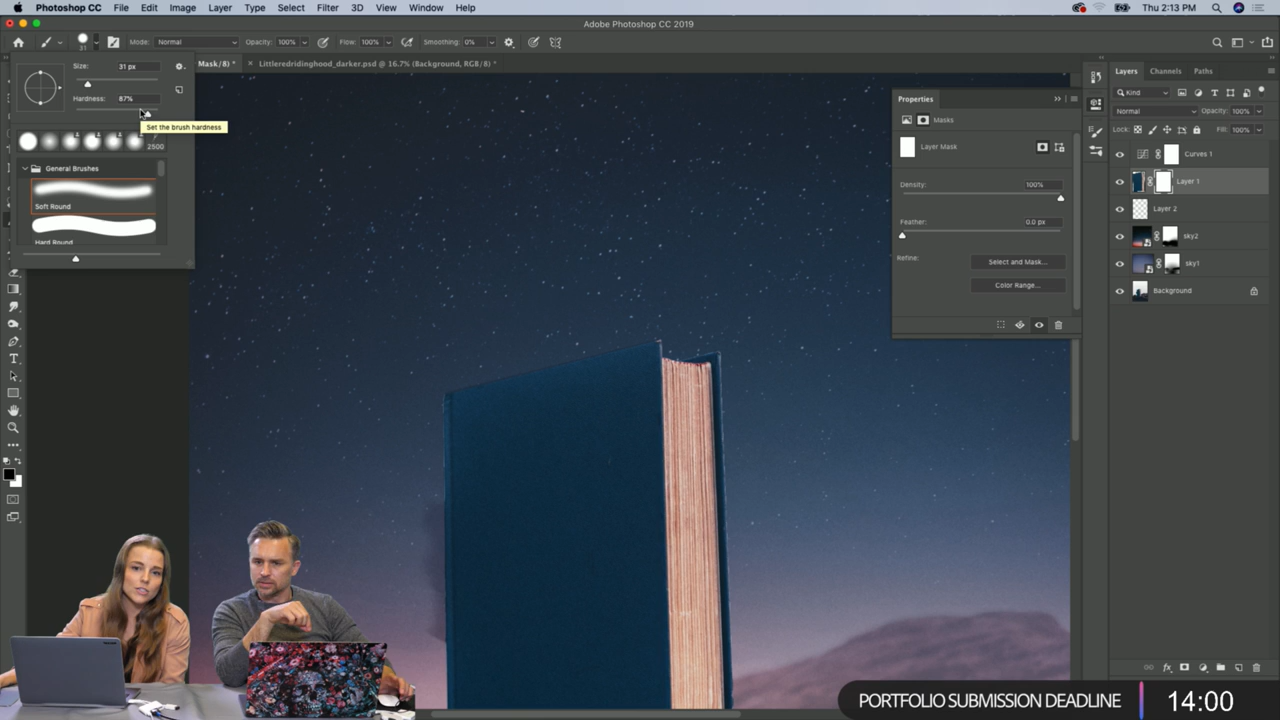 Photoshop CC File Edit Image Layer Type Select Filter 3D View Window Help Thu 2:13 PM
Adobe Photoshop CC 2019
31 Mode: Normal Opacity: 100% Flow: 100% Smoothing: 0%
Mask/8) * × Littleredridinghood_darker.psd @ 16.7% (Background, RGB/8) *
Size: 31 px
Hardness: 87%
Set the brush hardness
2500
General Brushes
Soft Round
Hard Round
Properties
Masks
Layer Mask
Density: 100%
Feather: 0.0 px
Refine: Select and Mask...
Color Range...
Layers Channels Paths
Kind
Normal Opacity: 100%
Lock: Fill: 100%
Curves 1
Layer 1
Layer 2
sky2
sky1
Background
PORTFOLIO SUBMISSION DEADLINE 14:00